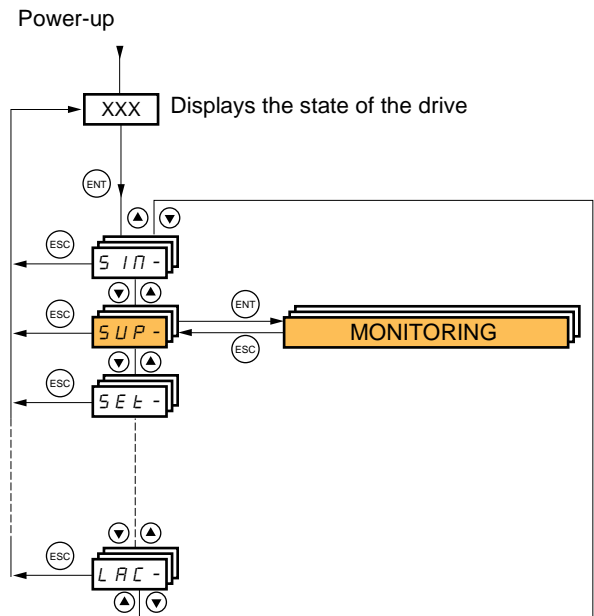 Power-up
XXX Displays the state of the drive
ENT
ESC
SIM-
ESC
SUP-
ENT
MONITORING
ESC
ESC
SEt-
ESC
LAC-